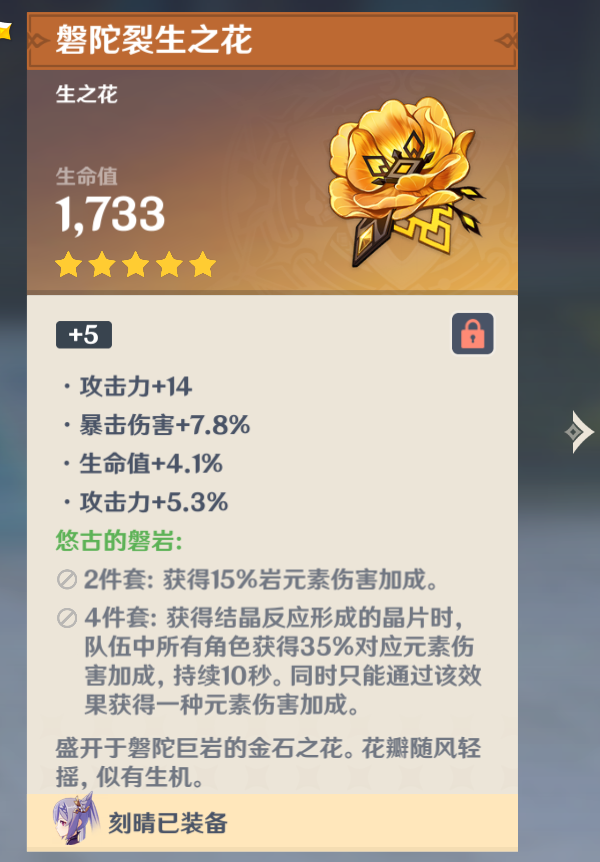 磐陀裂生之花
生之花
生命值
1,733
+5
·攻击力+14
·暴击伤害+7.8%
·生命值+4.1%
·攻击力+5.3%
悠古的磐岩:
2件套: 获得15%岩元素伤害加成。
4件套: 获得结晶反应形成的晶片时,
队伍中所有角色获得35%对应元素伤
害加成, 持续10秒。同时只能通过该效
果获得一种元素伤害加成。
盛开于磐陀巨岩的金石之花。花瓣随风轻
摇, 似有生机。
刻晴已装备